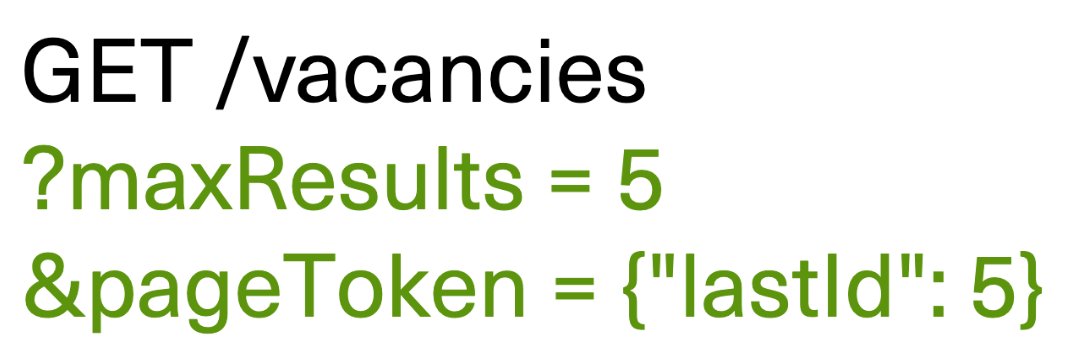 GET /vacancies
?maxResults = 5
&pageToken = {"lastId": 5}